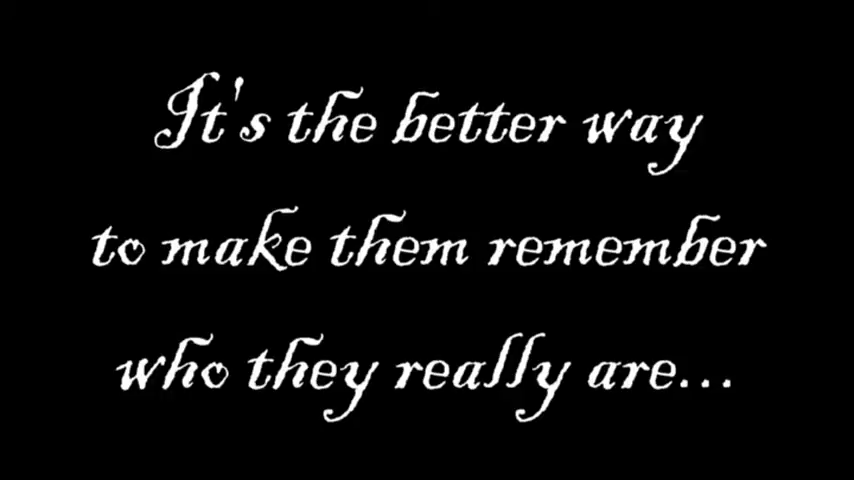 It's the better way
to make them remember
who they really are...